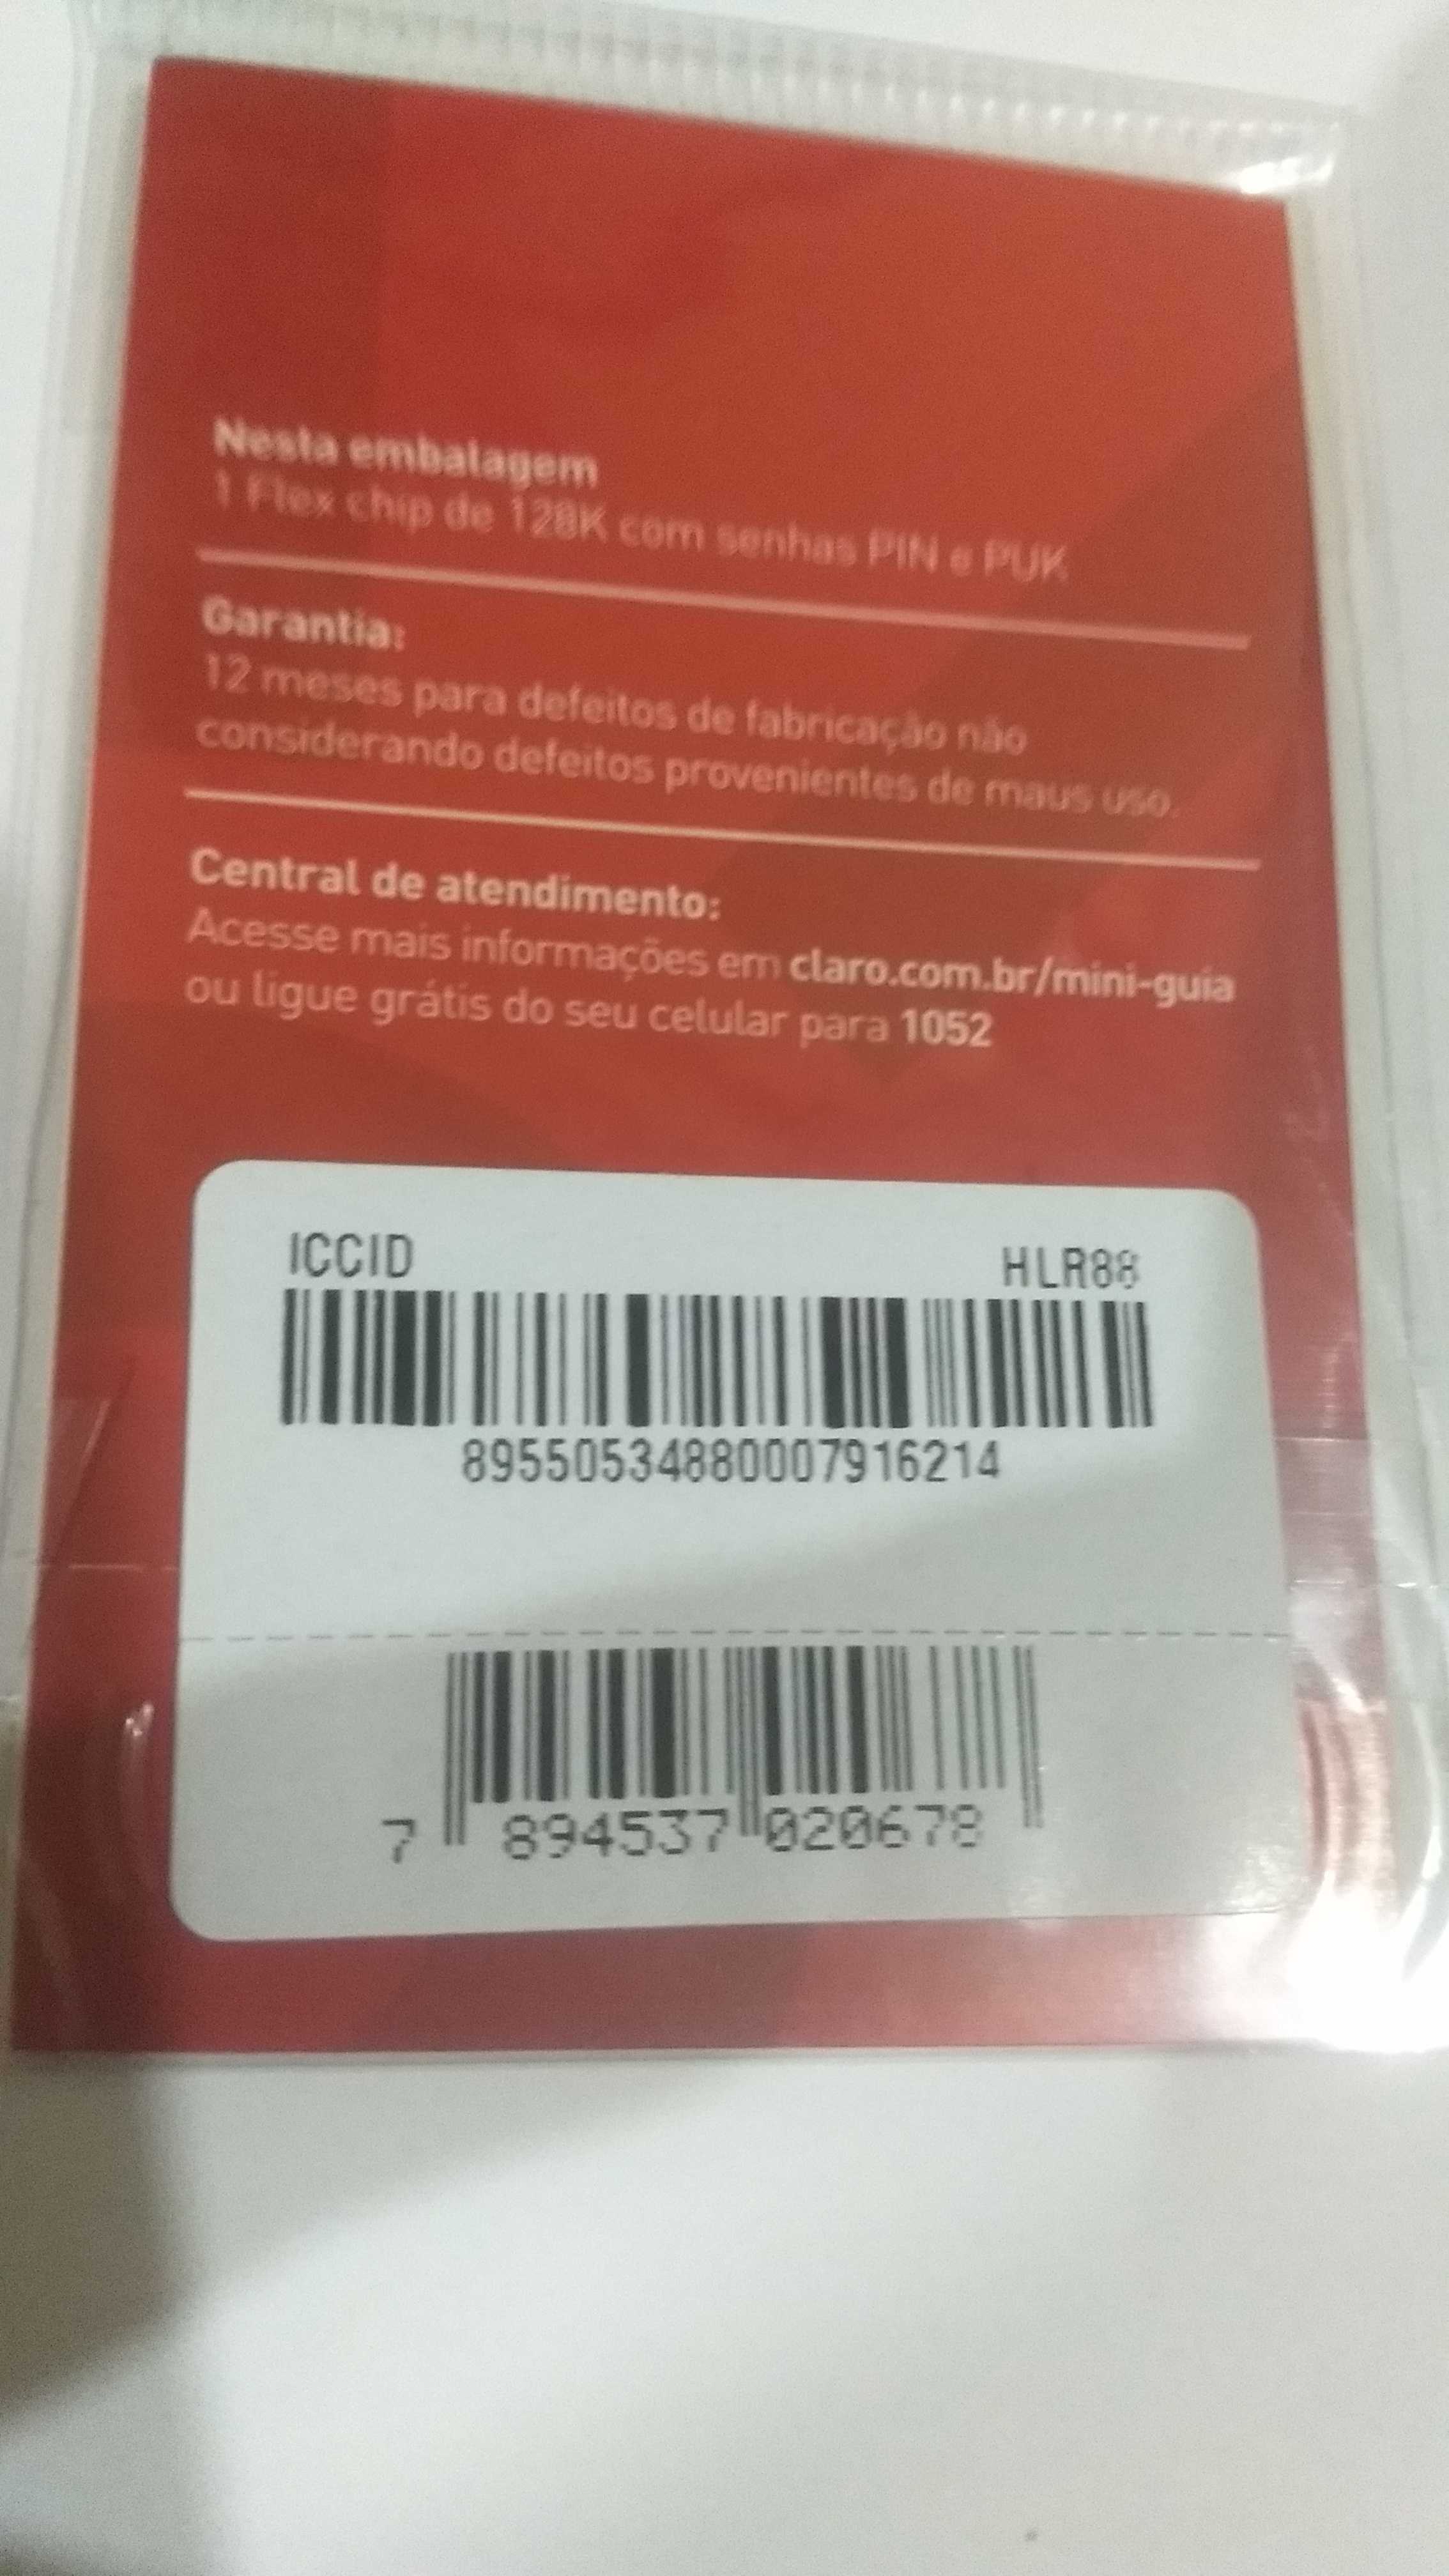 Nesta embalagem
1 Flex chip de 128K com senhas PIN e PUK
Garantia:
12 meses para defeitos de fabricação não
considerando defeitos provenientes de maus uso.
Central de atendimento:
Acesse mais informações em claro.com.br/mini-guia
ou ligue grátis do seu celular para 1052
ICCID HLR88
89550534880007916214
7 894537 020678